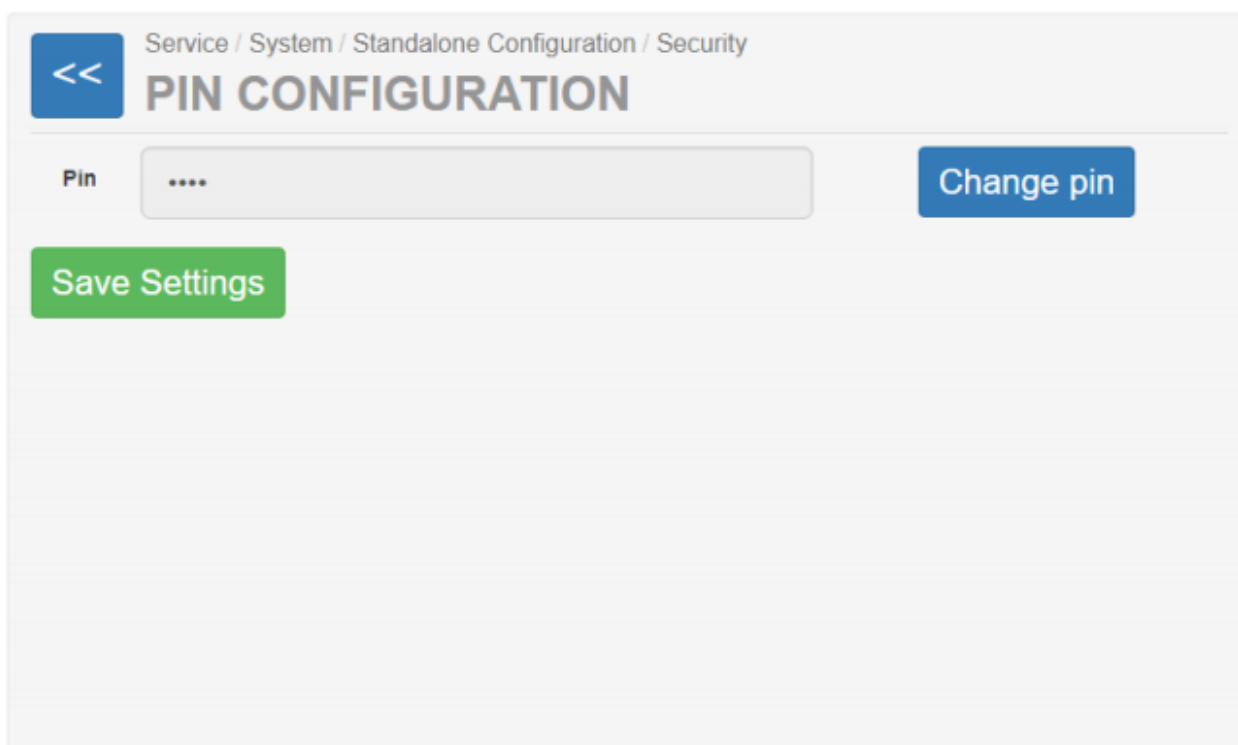 <<
Service / System / Standalone Configuration / Security
PIN CONFIGURATION
Pin
••••
Change pin
Save Settings